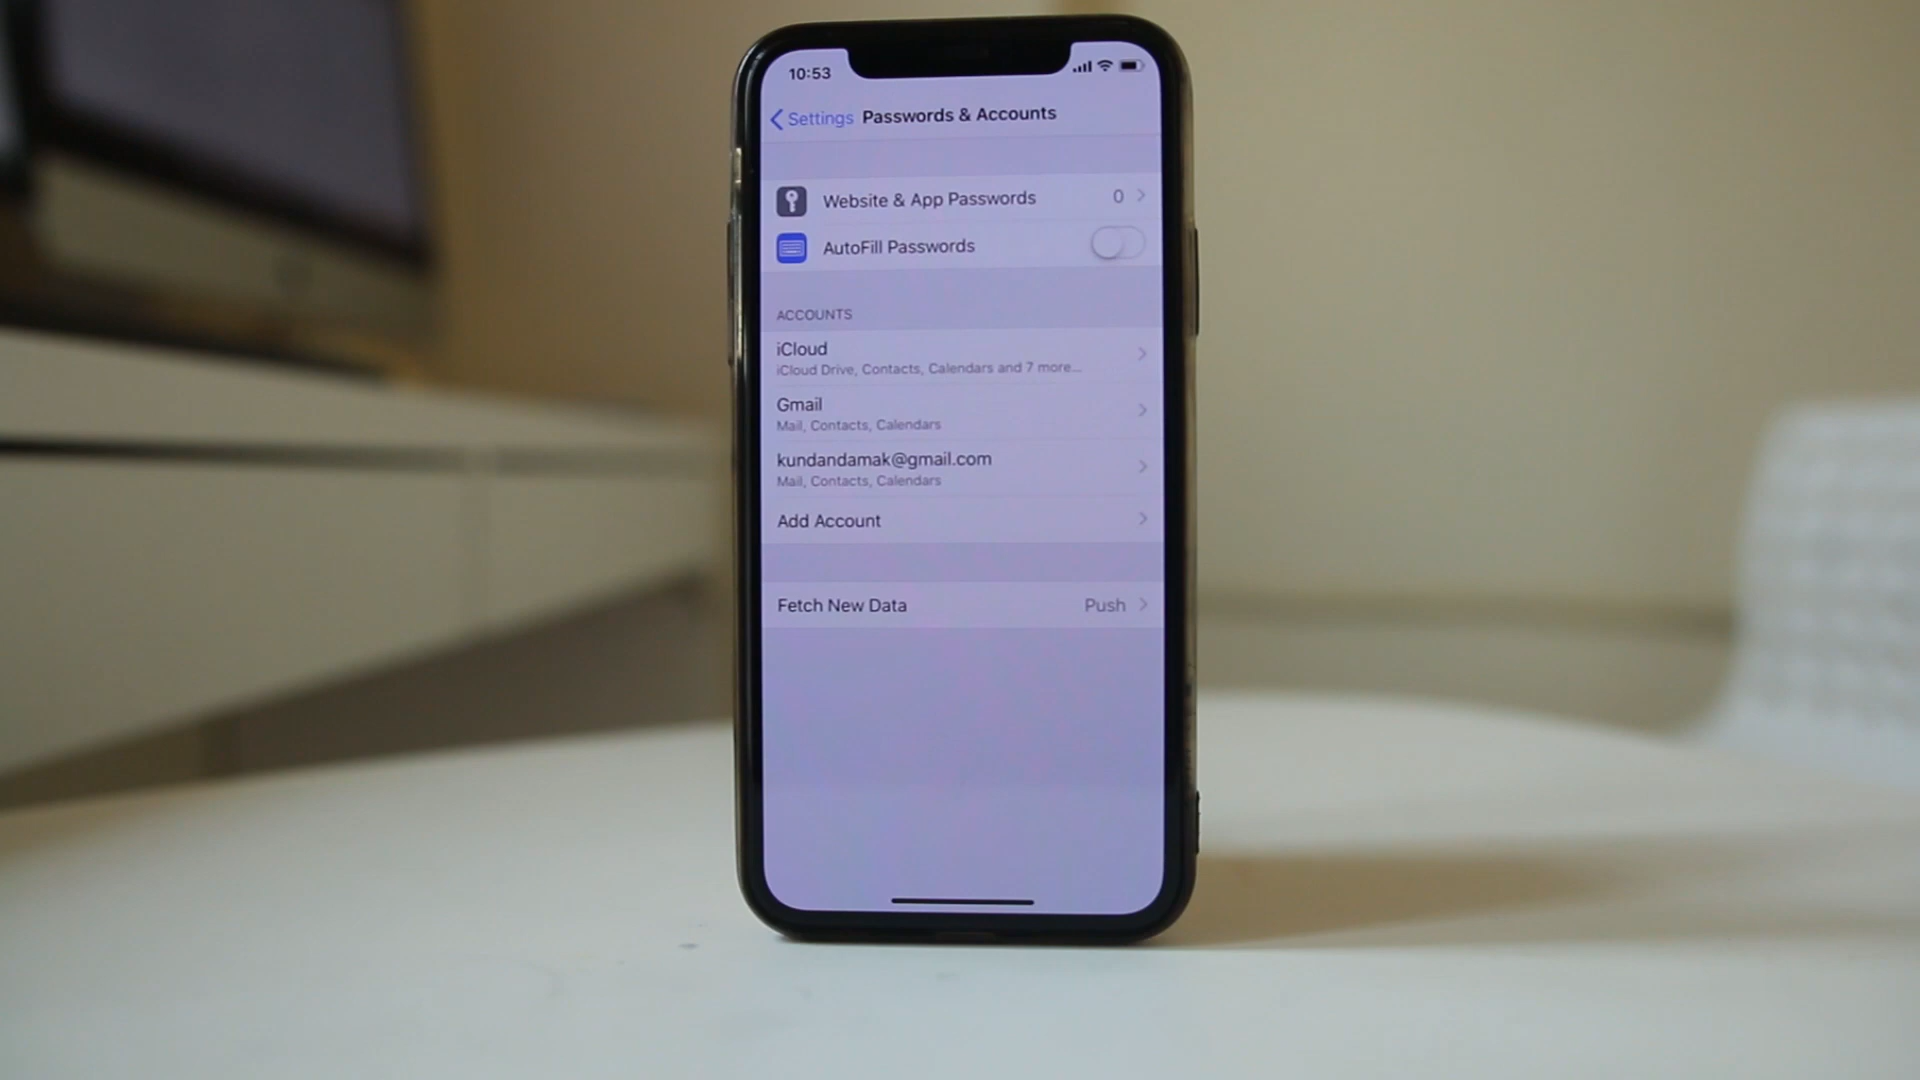 10:53
Settings Passwords & Accounts
Website & App Passwords 0
AutoFill Passwords
ACCOUNTS
iCloud
iCloud Drive, Contacts, Calendars and 7 more...
Gmail
Mail, Contacts, Calendars
kundandamak@gmail.com
Mail, Contacts, Calendars
Add Account
Fetch New Data Push